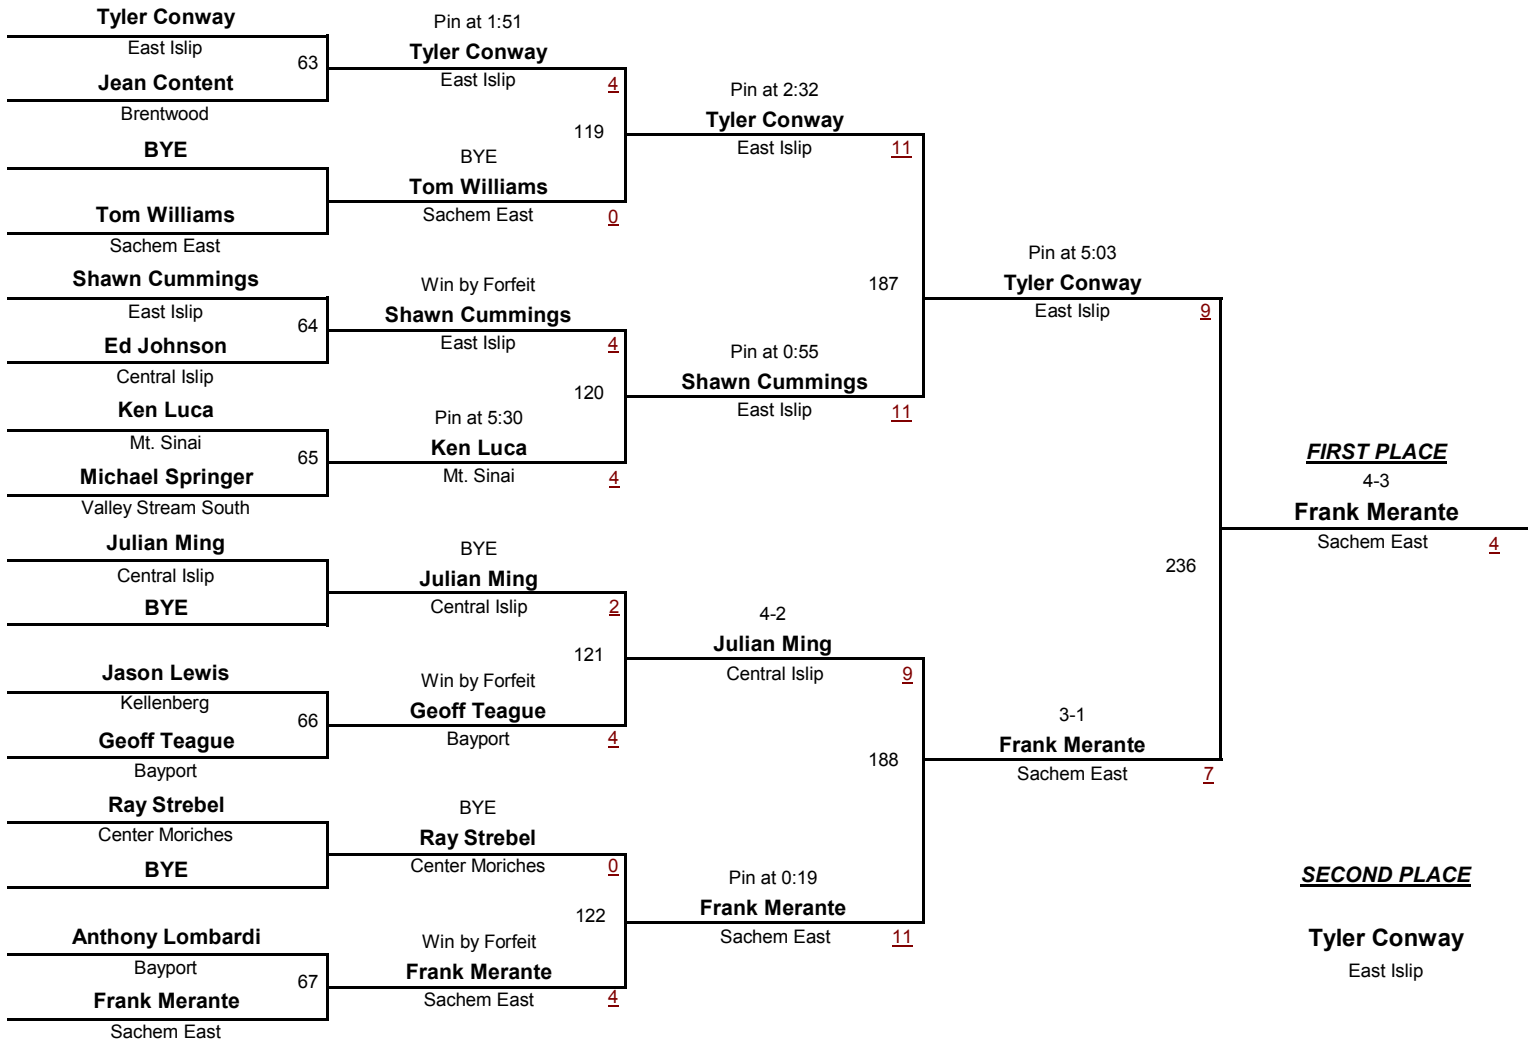 Tyler Conway
East Islip
63
Jean Content
Brentwood
BYE
Tom Williams
Sachem East
Shawn Cummings
East Islip
64
Ed Johnson
Central Islip
Ken Luca
Mt. Sinai
65
Michael Springer
Valley Stream South
Julian Ming
Central Islip
BYE
Jason Lewis
Kellenberg
66
Geoff Teague
Bayport
Ray Strebel
Center Moriches
BYE
Anthony Lombardi
Bayport
67
Frank Merante
Sachem East
Pin at 1:51
Tyler Conway
East Islip
4
119
BYE
Tom Williams
Sachem East
0
Win by Forfeit
Shawn Cummings
East Islip
4
120
Pin at 5:30
Ken Luca
Mt. Sinai
4
BYE
Julian Ming
Central Islip
2
121
Win by Forfeit
Geoff Teague
Bayport
4
BYE
Ray Strebel
Center Moriches
0
122
Win by Forfeit
Frank Merante
Sachem East
4
Pin at 2:32
Tyler Conway
East Islip
11
187
Pin at 0:55
Shawn Cummings
East Islip
11
4-2
Julian Ming
Central Islip
9
188
Pin at 0:19
Frank Merante
Sachem East
11
Pin at 5:03
Tyler Conway
East Islip
9
236
3-1
Frank Merante
Sachem East
7
FIRST PLACE
4-3
Frank Merante
Sachem East
4
SECOND PLACE
Tyler Conway
East Islip